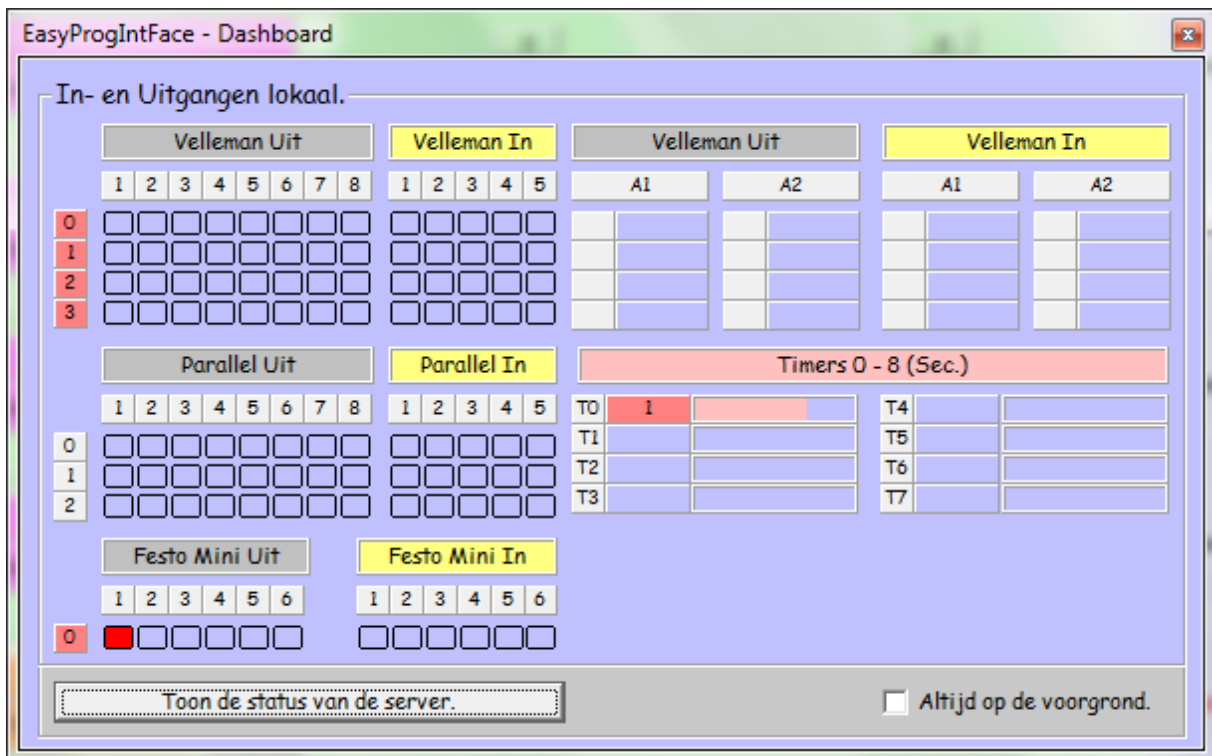 EasyProgIntFace - Dashboard
In- en Uitgangen lokaal.
Velleman Uit Velleman In Velleman Uit Velleman In
1 2 3 4 5 6 7 8 1 2 3 4 5 A1 A2 A1 A2
0
1
2
3
Parallel Uit Parallel In Timers 0 - 8 (Sec.)
1 2 3 4 5 6 7 8 1 2 3 4 5 T0 1 T4
T1 T5
0
T2 T6
1
T3 T7
2
Festo Mini Uit Festo Mini In
1 2 3 4 5 6 1 2 3 4 5 6
0
Toon de status van de server. Altijd op de voorgrond.